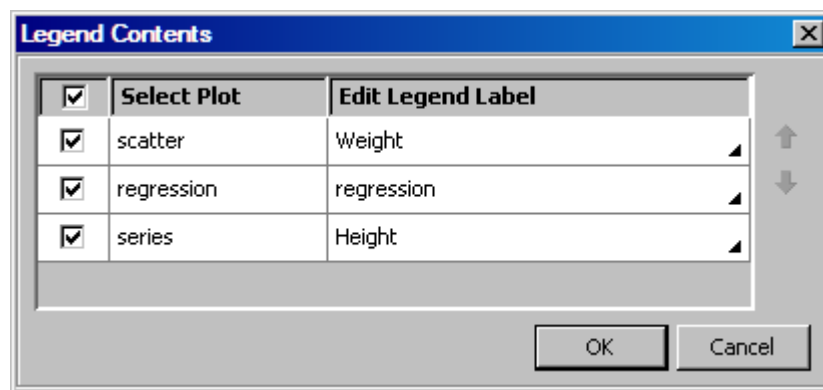 Legend Contents
Select Plot Edit Legend Label
scatter Weight
regression regression
series Height
OK Cancel